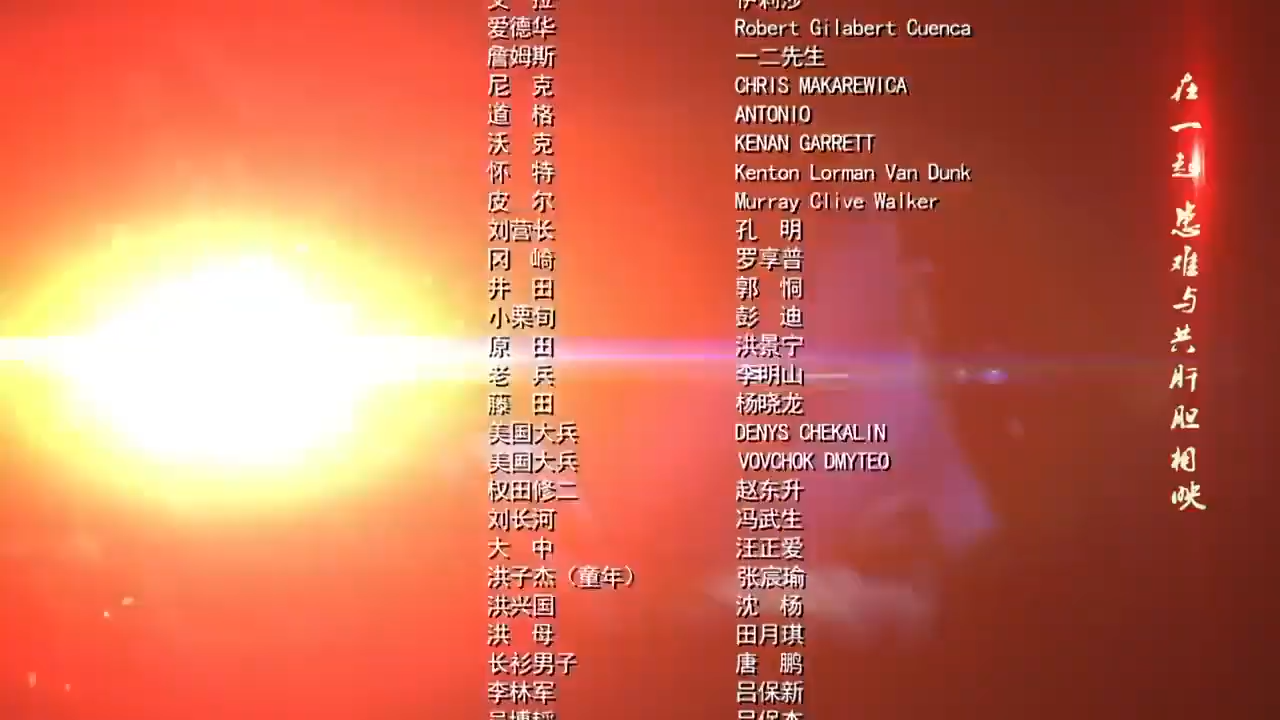 爱德华 Robert Gilabert Cuenca
詹姆斯 一二先生
尼 克 CHRIS MAKAREWICA
道 格 ANTONIO
沃 克 KENAN GARRETT
怀 特 Kenton Lorman Van Dunk
皮 尔 Murray Clive Walker
刘营长 孔 明
冈 崎 罗享普
井 田 郭 恫
小栗旬 彭 迪
原 田 洪景宁
老 兵 李明山
藤 田 杨晓龙
美国大兵 DENYS CHEKALIN
美国大兵 VOVCHOK DMYTEO
权田修二 赵东升
刘长河 冯武生
大 中 汪正爱
洪子杰（童年） 张宸瑜
洪兴国 沈 杨
洪 母 田月琪
长衫男子 唐 鹏
李林军 吕保新
在一起 患难与共肝胆相映